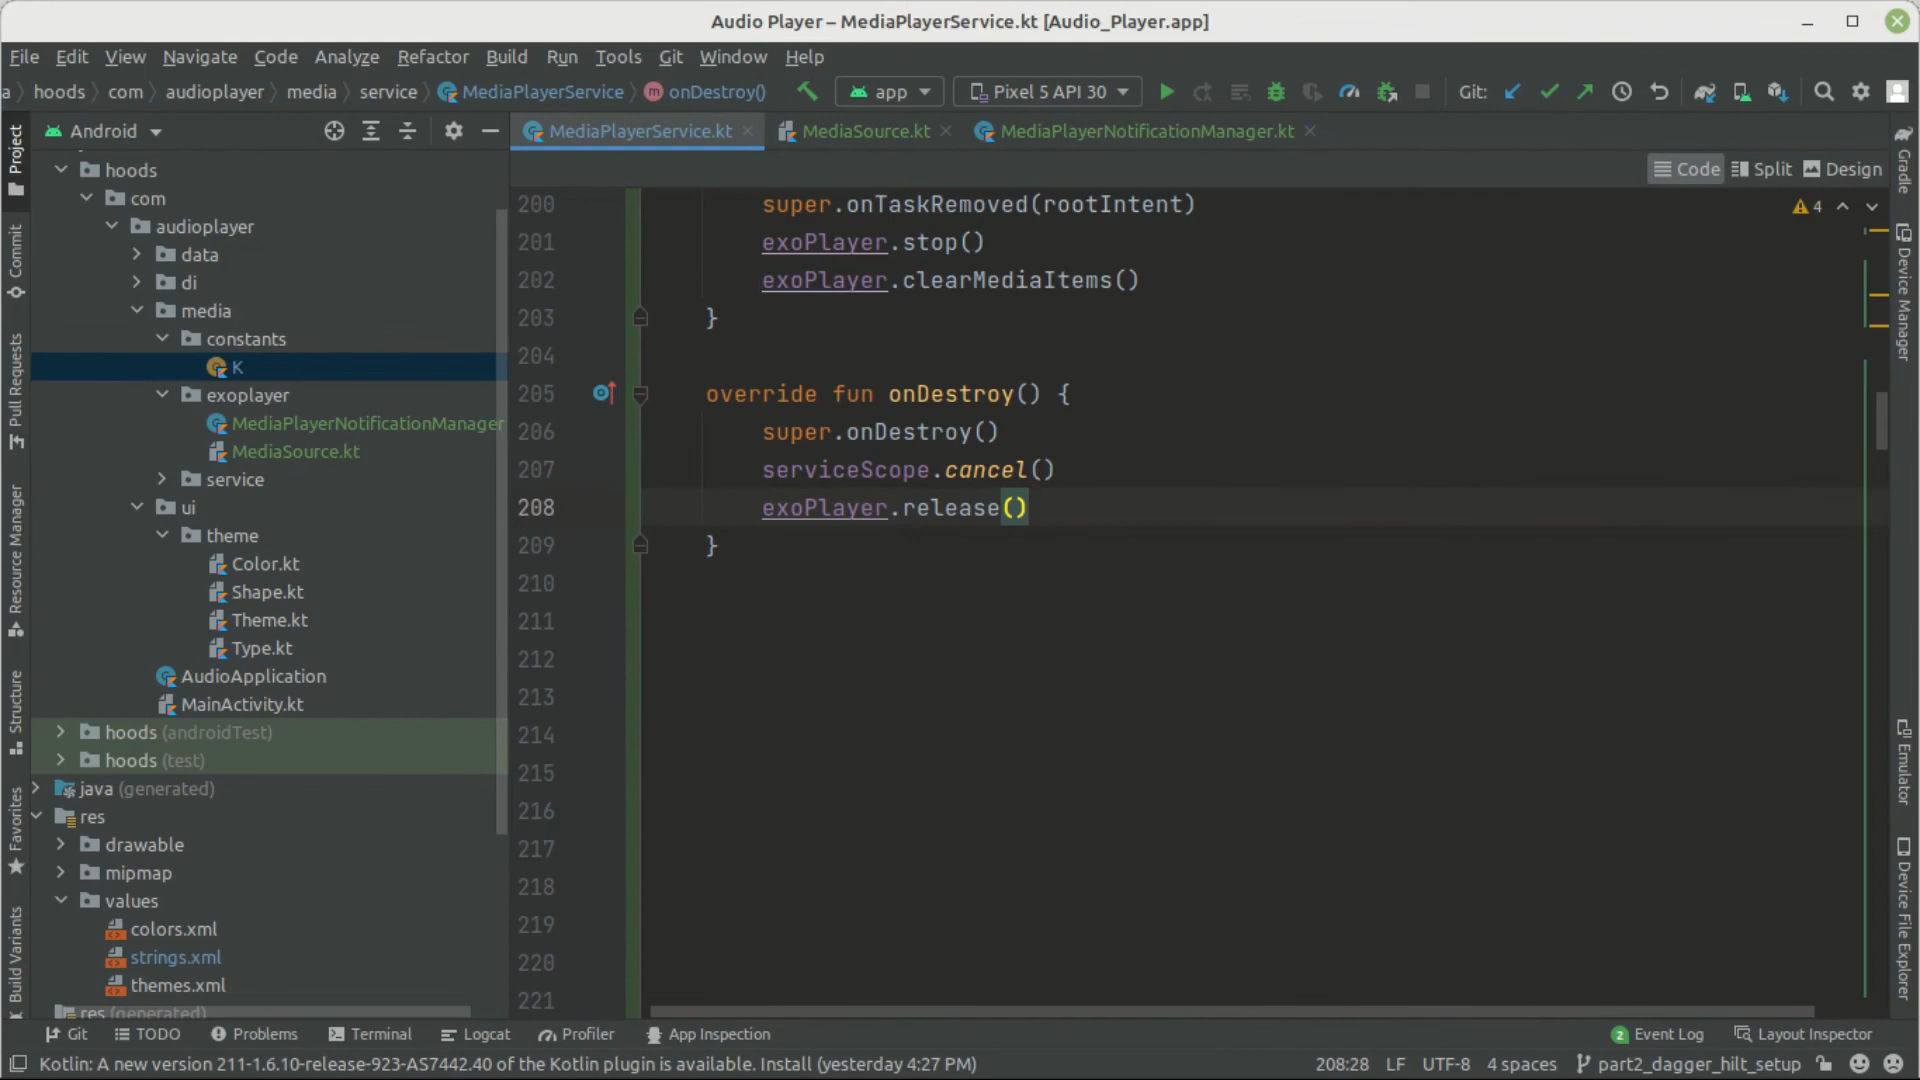 Audio Player – MediaPlayerService.kt [Audio_Player.app]
File Edit View Navigate Code Analyze Refactor Build Run Tools Git Window Help
a hoods com audioplayer media service MediaPlayerService onDestroy() app Pixel 5 API 30 Git:
Project
Commit
Pull Requests
Resource Manager
Structure
Favorites
Build Variants
Android
hoods
com
audioplayer
data
di
media
constants
K
exoplayer
MediaPlayerNotificationManager
MediaSource.kt
service
ui
theme
Color.kt
Shape.kt
Theme.kt
Type.kt
AudioApplication
MainActivity.kt
hoods (androidTest)
hoods (test)
java (generated)
res
drawable
mipmap
values
colors.xml
strings.xml
themes.xml
res (generated)
MediaPlayerService.kt MediaSource.kt MediaPlayerNotificationManager.kt
Code Split Design
4
200 super.onTaskRemoved(rootIntent)
201 exoPlayer.stop()
202 exoPlayer.clearMediaItems()
203 }
204
205 override fun onDestroy() {
206 super.onDestroy()
207 serviceScope.cancel()
208 exoPlayer.release()
209 }
210
211
212
213
214
215
216
217
218
219
220
221
Gradle
Device Manager
Emulator
Device File Explorer
Git TODO Problems Terminal Logcat Profiler App Inspection 2 Event Log Layout Inspector
Kotlin: A new version 211-1.6.10-release-923-AS7442.40 of the Kotlin plugin is available. Install (yesterday 4:27 PM) 208:28 LF UTF-8 4 spaces part2_dagger_hilt_setup